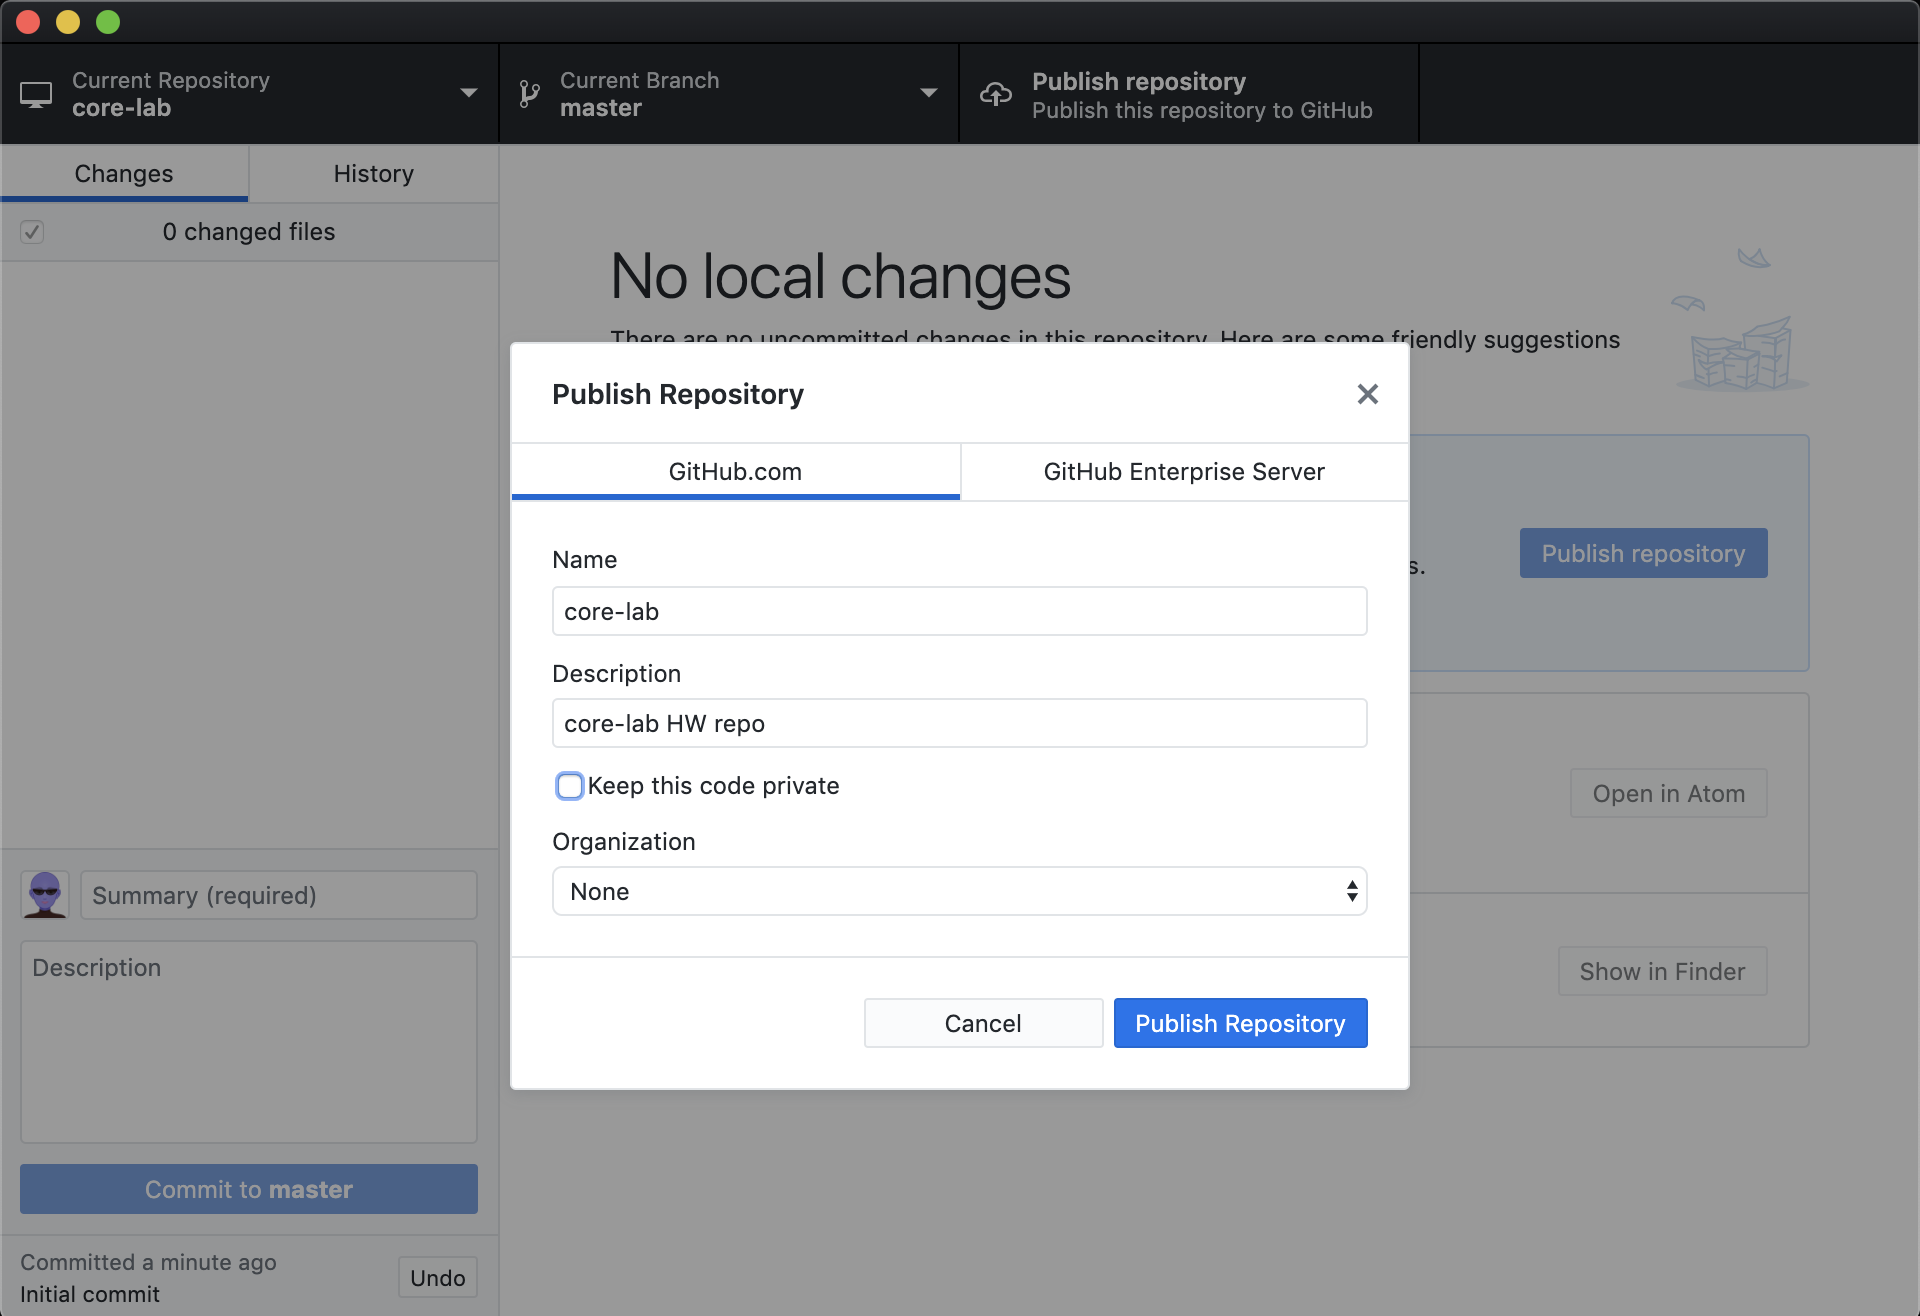 Current Repository
core-lab
Current Branch
master
Publish repository
Publish this repository to GitHub
Changes
History
0 changed files
No local changes
There are no uncommitted changes in this repository. Here are some friendly suggestions
Publish Repository
GitHub.com
GitHub Enterprise Server
Name
core-lab
s.
Publish repository
Description
core-lab HW repo
Keep this code private
Open in Atom
Organization
None
Summary (required)
Description
Show in Finder
Cancel
Publish Repository
Commit to master
Committed a minute ago
Initial commit
Undo